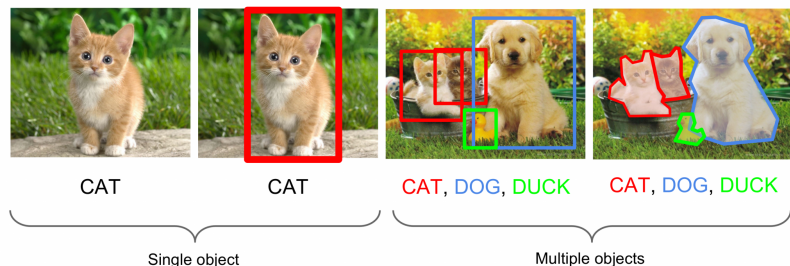 CAT
CAT
CAT, DOG, DUCK
CAT, DOG, DUCK
Single object
Multiple objects